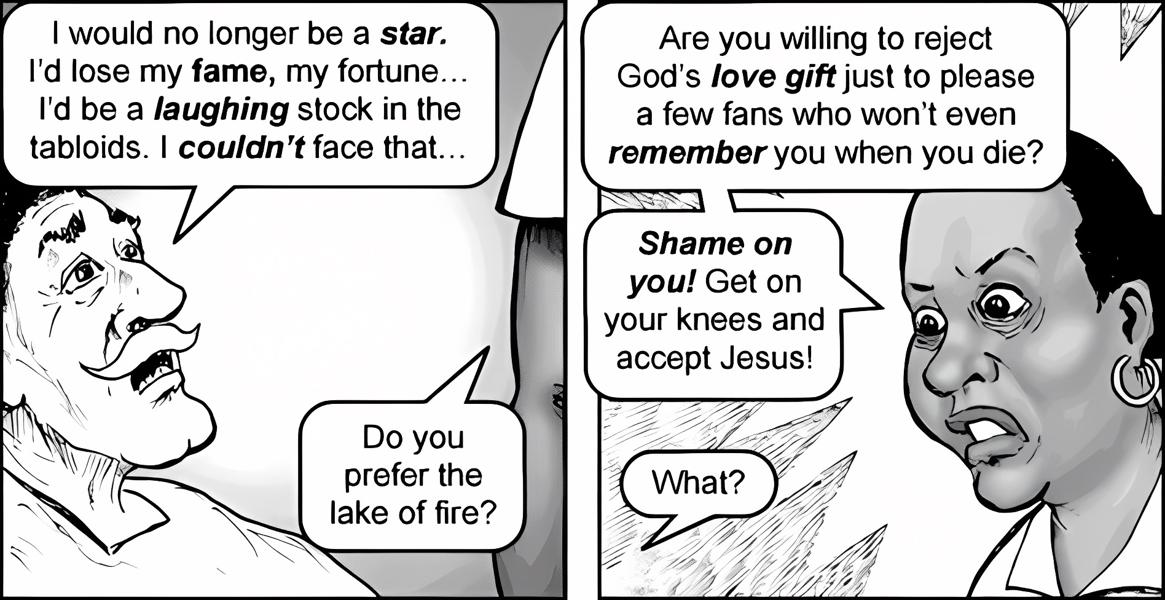 I would no longer be a star.
I'd lose my fame, my fortune...
I'd be a laughing stock in the
tabloids. I couldn't face that...
Do you
prefer the
lake of fire?
Are you willing to reject
God's love gift just to please
a few fans who won't even
remember you when you die?
Shame on
you! Get on
your knees and
accept Jesus!
What?